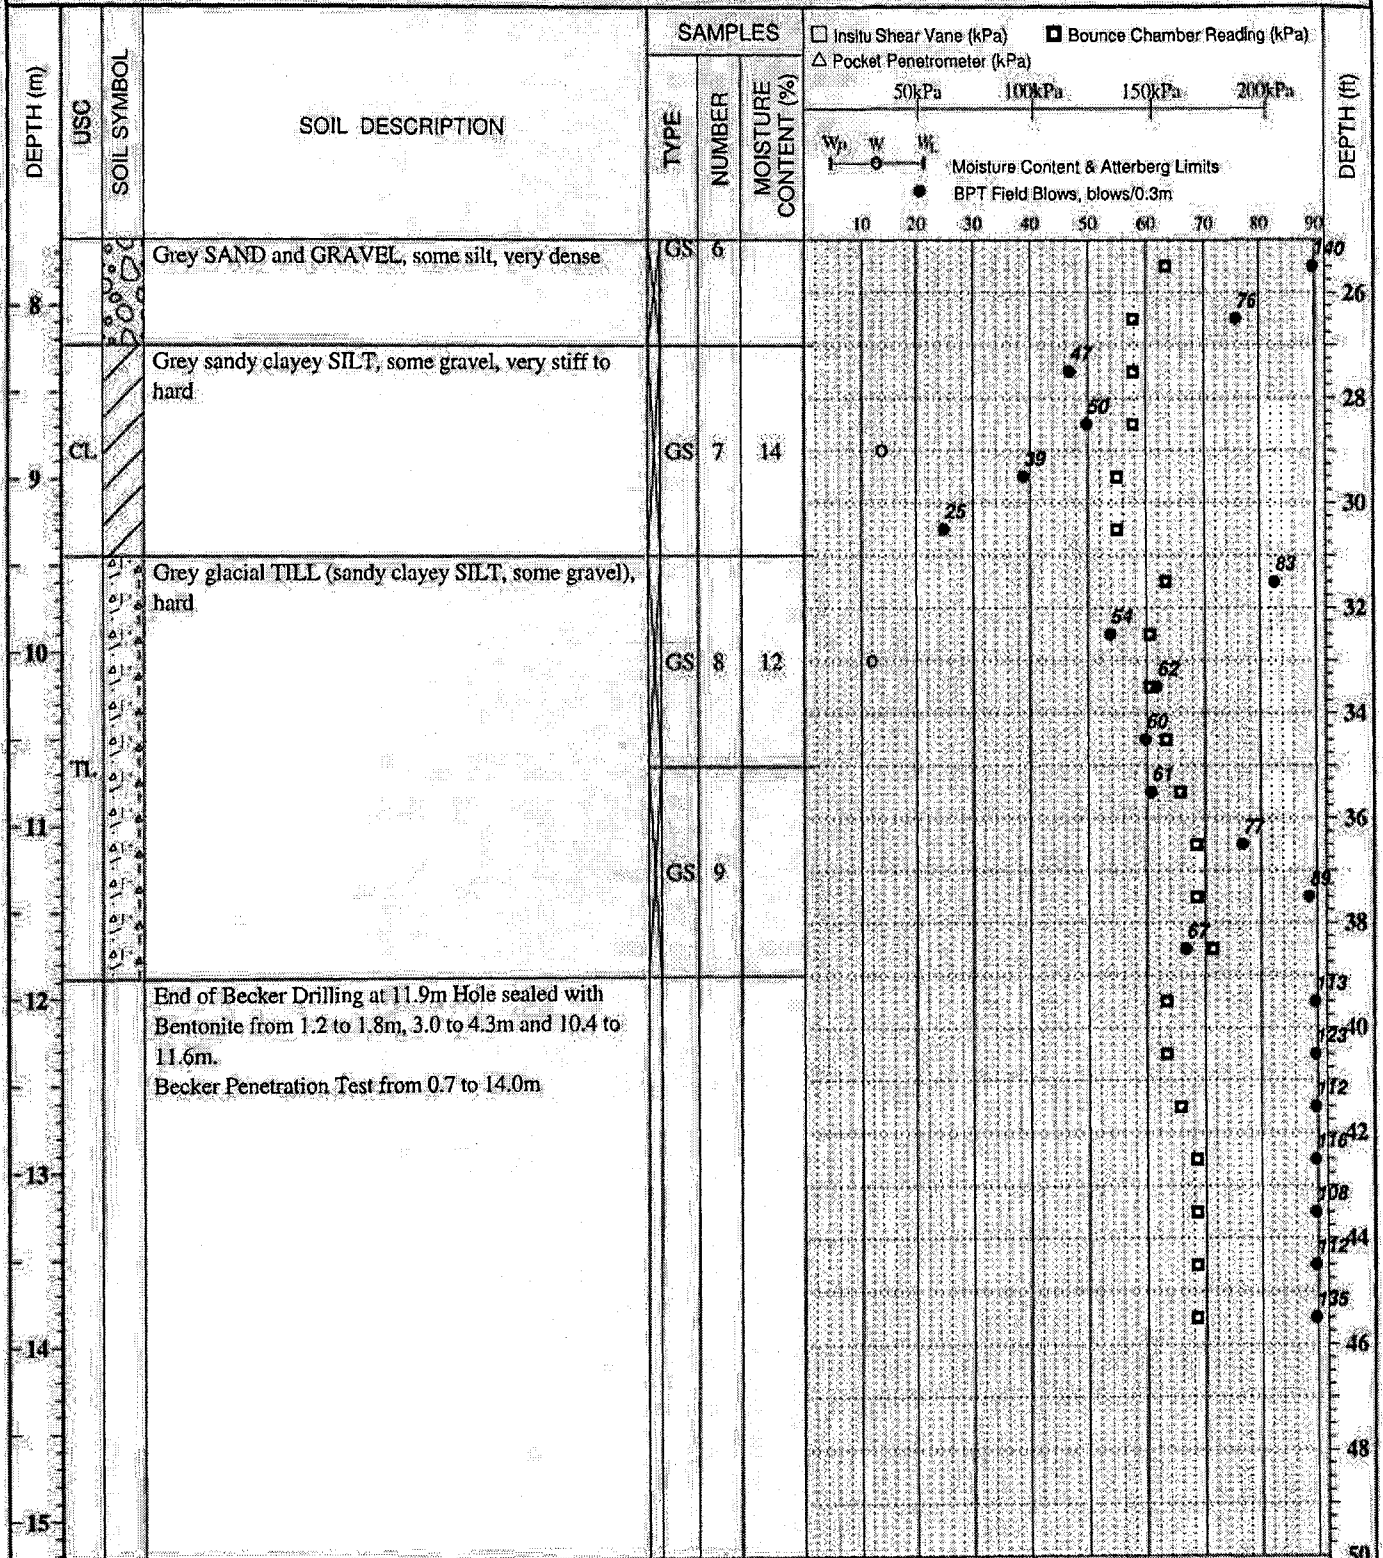 DEPTH (m)
USC
SOIL SYMBOL
SOIL DESCRIPTION
SAMPLES
TYPE
NUMBER
MOISTURE CONTENT (%)
Insitu Shear Vane (kPa) Bounce Chamber Reading (kPa)
Pocket Penetrometer (kPa)
50kPa 100kPa 150kPa 200kPa
Wp W WL
Moisture Content & Atterberg Limits
BPT Field Blows, blows/0.3m
10 20 30 40 50 60 70 80 90
DEPTH (ft)
Grey SAND and GRAVEL, some silt, very dense
GS 6
140
8
26
76
Grey sandy clayey SILT, some gravel, very stiff to
hard
47
28
50
CL
GS 7 14
39
9
30
25
Grey glacial TILL (sandy clayey SILT, some gravel),
hard
83
32
54
10
GS 8 12
62
34
60
TL
61
11
36
77
GS 9
89
38
67
End of Becker Drilling at 11.9m Hole sealed with
Bentonite from 1.2 to 1.8m, 3.0 to 4.3m and 10.4 to
11.6m.
Becker Penetration Test from 0.7 to 14.0m
12
113
40
123
112
42
116
13
108
44
112
135
14
46
48
15
50